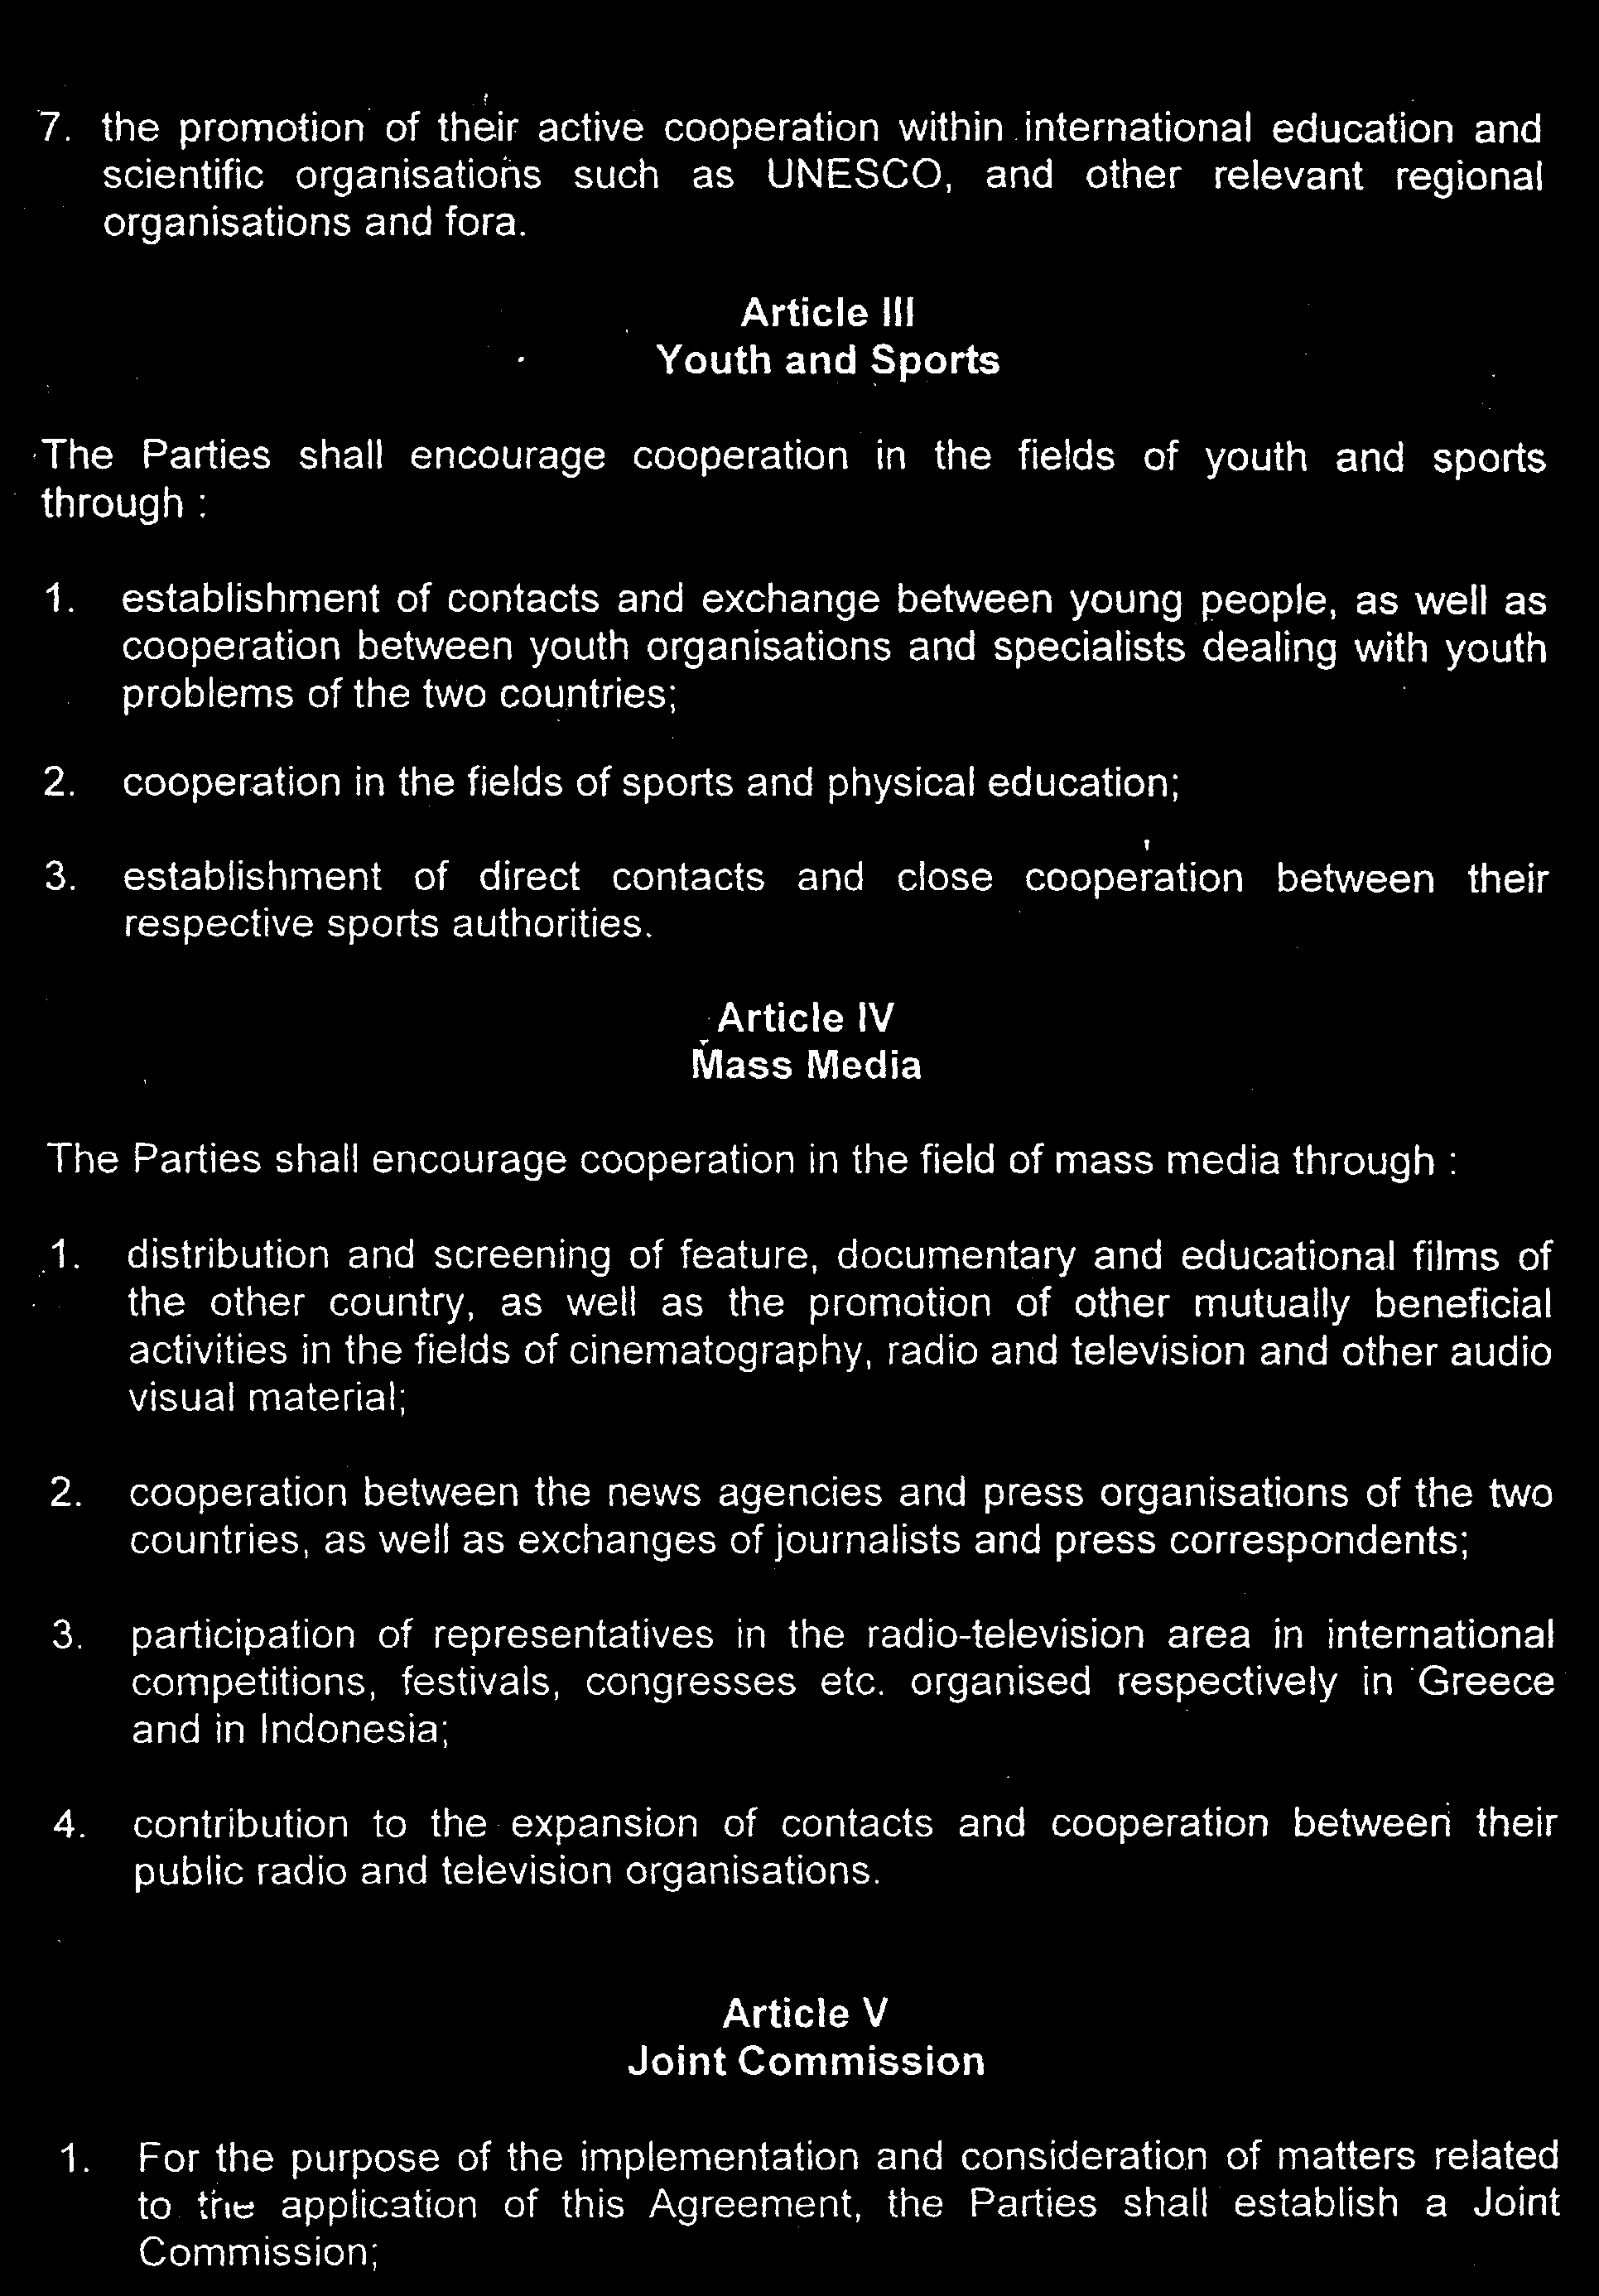 7. the promotion of their active cooperation within international education and
scientific organisations such as UNESCO, and other relevant regional
organisations and fora.
Article III
Youth and Sports
The Parties shall encourage cooperation in the fields of youth and sports
through :
1. establishment of contacts and exchange between young people, as well as
cooperation between youth organisations and specialists dealing with youth
problems of the two countries;
2. cooperation in the fields of sports and physical education;
3. establishment of direct contacts and close cooperation between their
respective sports authorities.
Article IV
Mass Media
The Parties shall encourage cooperation in the field of mass media through :
1. distribution and screening of feature, documentary and educational films of
the other country, as well as the promotion of other mutually beneficial
activities in the fields of cinematography, radio and television and other audio
visual material;
2. cooperation between the news agencies and press organisations of the two
countries, as well as exchanges of journalists and press correspondents;
3. participation of representatives in the radio-television area in international
competitions, festivals, congresses etc. organised respectively in Greece
and in Indonesia;
4. contribution to the expansion of contacts and cooperation between their
public radio and television organisations.
Article V
Joint Commission
1. For the purpose of the implementation and consideration of matters related
to the application of this Agreement, the Parties shall establish a Joint
Commission;